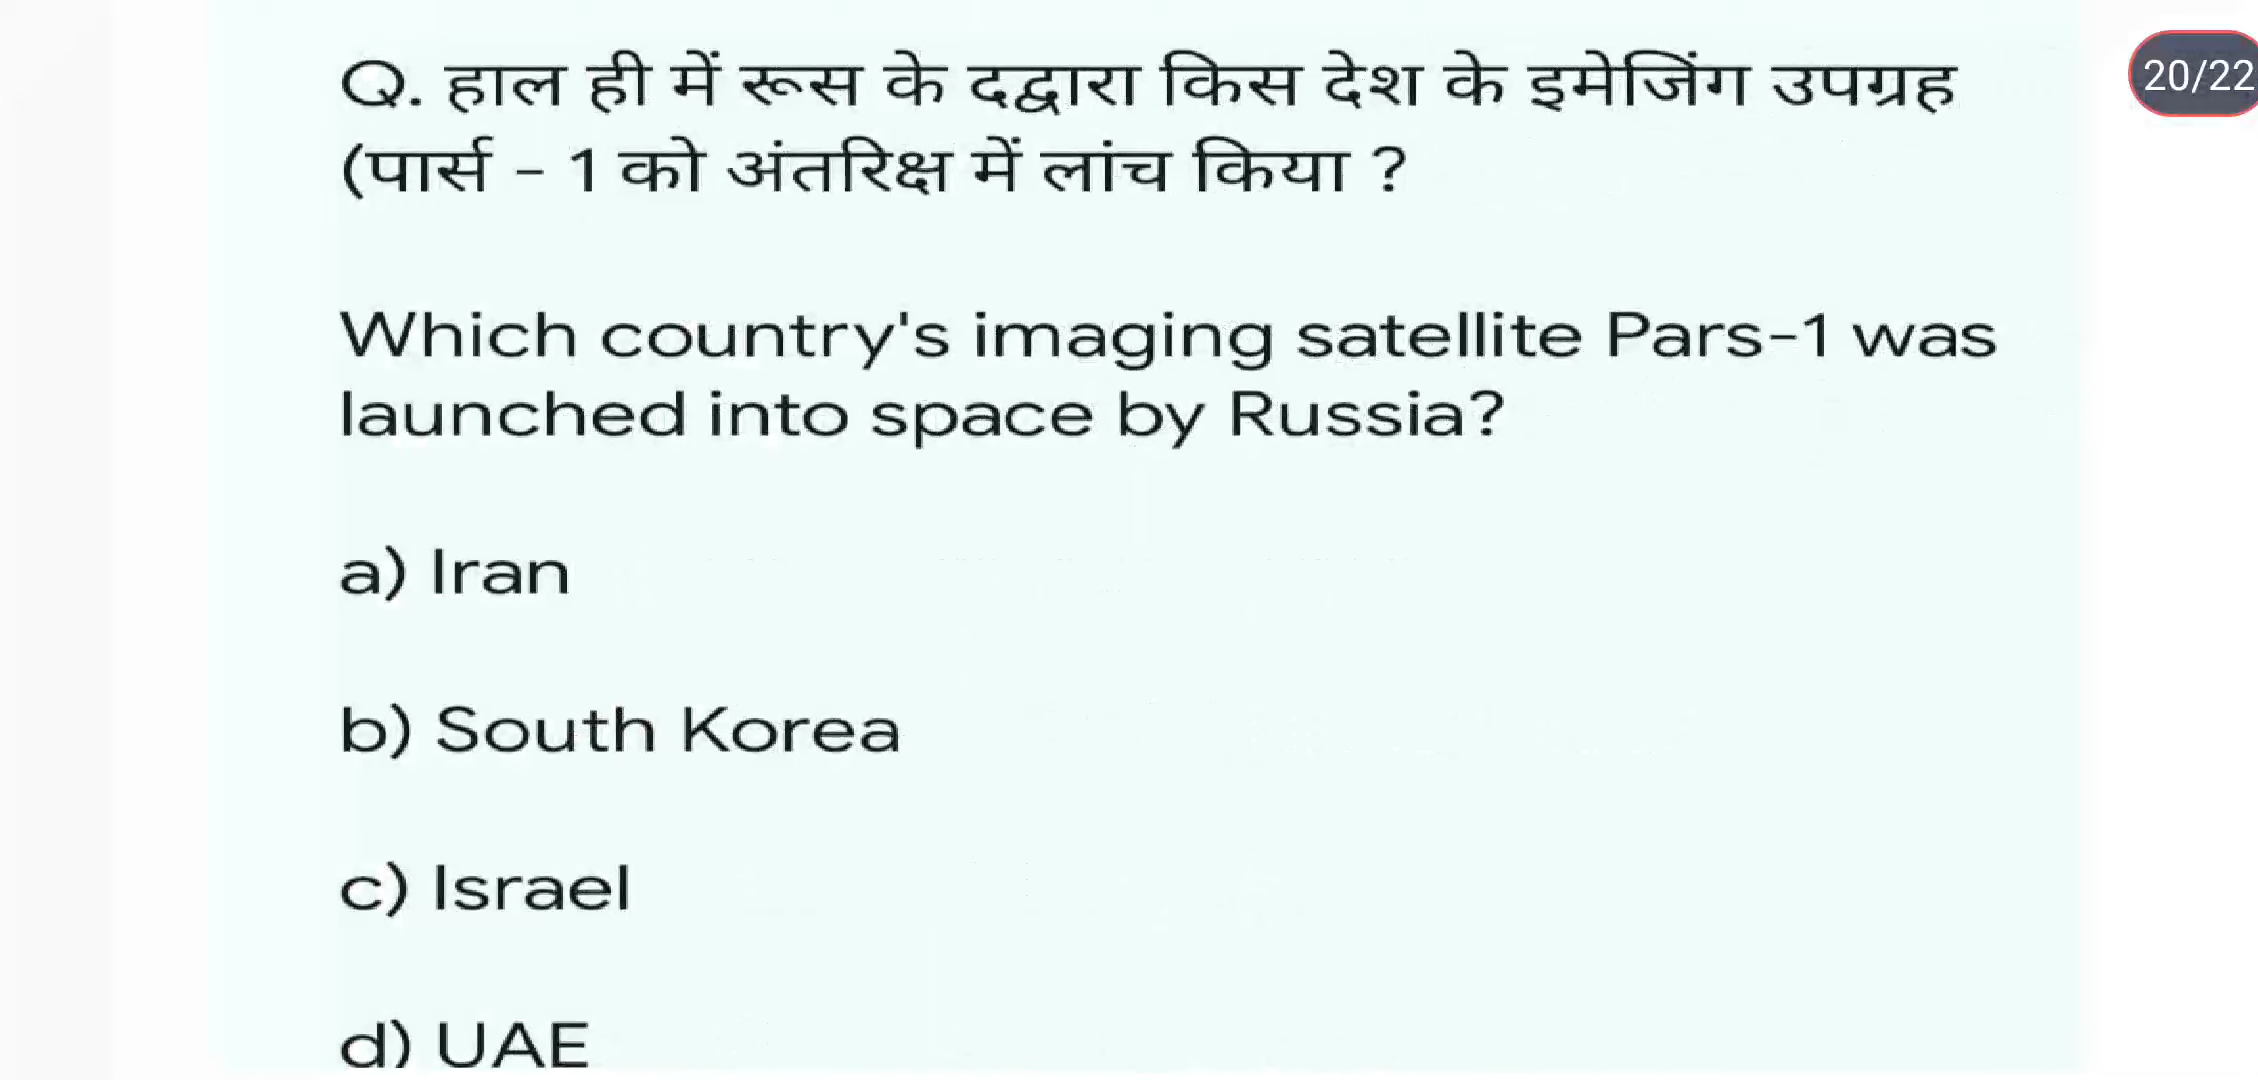 Q. हाल ही में रूस के दद्वारा किस देश के इमेजिंग उपग्रह
20/22
(पार्स - 1 को अंतरिक्ष में लांच किया ?
Which country's imaging satellite Pars-1 was
launched into space by Russia?
a) Iran
b) South Korea
c) Israel
d) UAE